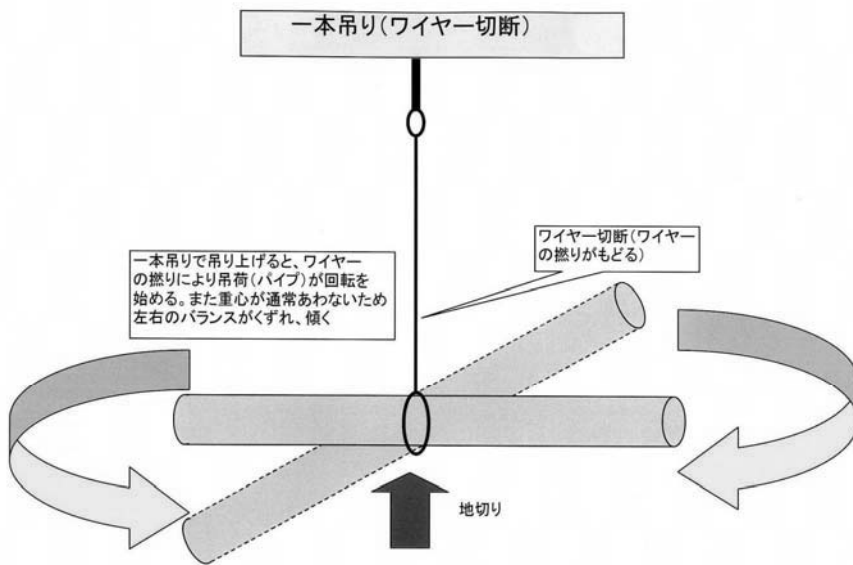 一本吊り(ワイヤー切断)
ワイヤー切断(ワイヤー
の撚りがもどる)
一本吊りで吊り上げると、ワイヤー
の撚りにより吊荷(パイプ)が回転を
始める。また重心が通常あわないため
左右のバランスがくずれ、傾く
地切り